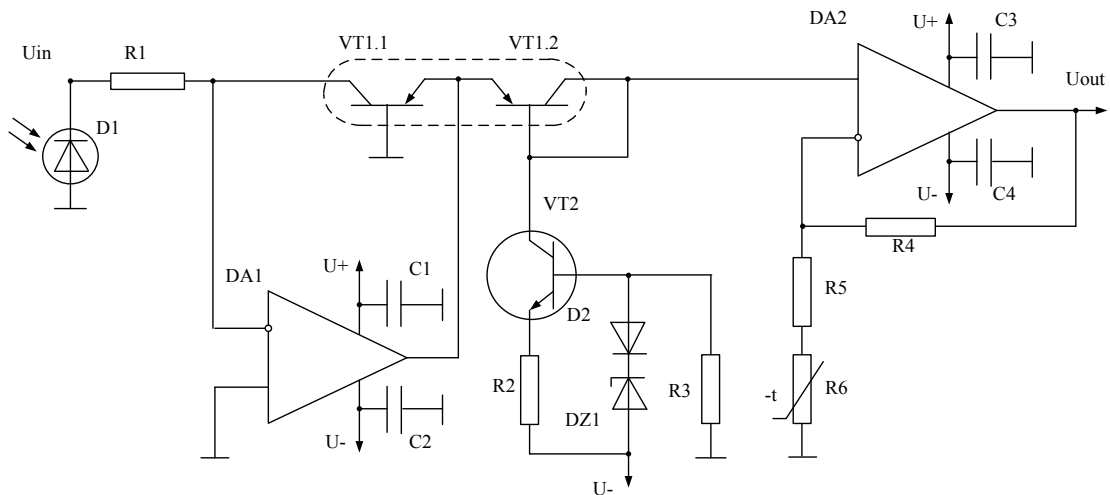 DA2
U+
C3
Uin
R1
VT1.1
VT1.2
Uout
D1
U-
C4
VT2
R4
DA1
U+
C1
D2
R5
R2
R3
-t
R6
DZ1
U-
C2
U-